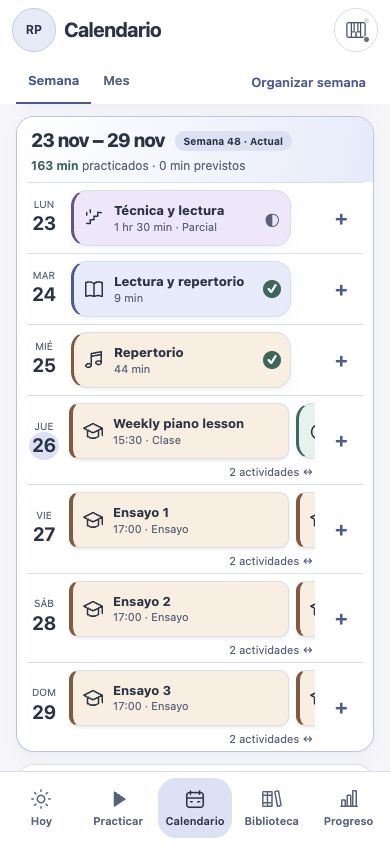 RP Calendario
Semana Mes Organizar semana
23 nov – 29 nov Semana 48 · Actual
163 min practicados · 0 min previstos
LUN
23
Técnica y lectura
1 hr 30 min · Parcial
+
MAR
24
Lectura y repertorio
9 min
+
MIÉ
25
Repertorio
44 min
+
JUE
26
Weekly piano lesson
15:30 · Clase
+
2 actividades ↔
VIE
27
Ensayo 1
17:00 · Ensayo
+
2 actividades ↔
SÁB
28
Ensayo 2
17:00 · Ensayo
+
2 actividades ↔
DOM
29
Ensayo 3
17:00 · Ensayo
+
2 actividades ↔
Hoy Practicar Calendario Biblioteca Progreso